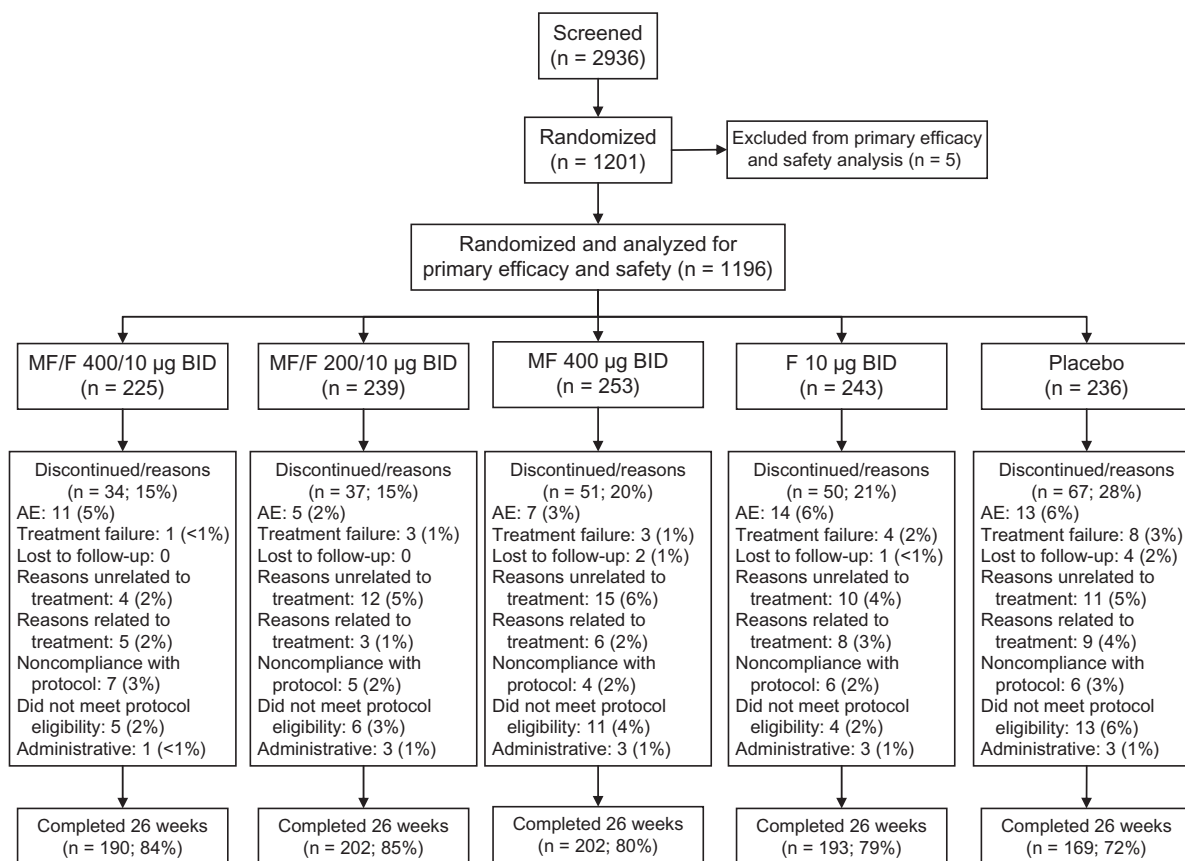 Screened
(n = 2936)
Randomized
(n = 1201)
Excluded from primary efficacy
and safety analysis (n = 5)
Randomized and analyzed for
primary efficacy and safety (n = 1196)
MF/F 400/10 µg BID
(n = 225)
MF/F 200/10 µg BID
(n = 239)
MF 400 µg BID
(n = 253)
F 10 µg BID
(n = 243)
Placebo
(n = 236)
Discontinued/reasons
(n = 34; 15%)
AE: 11 (5%)
Treatment failure: 1 (<1%)
Lost to follow-up: 0
Reasons unrelated to
treatment: 4 (2%)
Reasons related to
treatment: 5 (2%)
Noncompliance with
protocol: 7 (3%)
Did not meet protocol
eligibility: 5 (2%)
Administrative: 1 (<1%)
Discontinued/reasons
(n = 37; 15%)
AE: 5 (2%)
Treatment failure: 3 (1%)
Lost to follow-up: 0
Reasons unrelated to
treatment: 12 (5%)
Reasons related to
treatment: 3 (1%)
Noncompliance with
protocol: 5 (2%)
Did not meet protocol
eligibility: 6 (3%)
Administrative: 3 (1%)
Discontinued/reasons
(n = 51; 20%)
AE: 7 (3%)
Treatment failure: 3 (1%)
Lost to follow-up: 2 (1%)
Reasons unrelated to
treatment: 15 (6%)
Reasons related to
treatment: 6 (2%)
Noncompliance with
protocol: 4 (2%)
Did not meet protocol
eligibility: 11 (4%)
Administrative: 3 (1%)
Discontinued/reasons
(n = 50; 21%)
AE: 14 (6%)
Treatment failure: 4 (2%)
Lost to follow-up: 1 (<1%)
Reasons unrelated to
treatment: 10 (4%)
Reasons related to
treatment: 8 (3%)
Noncompliance with
protocol: 6 (2%)
Did not meet protocol
eligibility: 4 (2%)
Administrative: 3 (1%)
Discontinued/reasons
(n = 67; 28%)
AE: 13 (6%)
Treatment failure: 8 (3%)
Lost to follow-up: 4 (2%)
Reasons unrelated to
treatment: 11 (5%)
Reasons related to
treatment: 9 (4%)
Noncompliance with
protocol: 6 (3%)
Did not meet protocol
eligibility: 13 (6%)
Administrative: 3 (1%)
Completed 26 weeks
(n = 190; 84%)
Completed 26 weeks
(n = 202; 85%)
Completed 26 weeks
(n = 202; 80%)
Completed 26 weeks
(n = 193; 79%)
Completed 26 weeks
(n = 169; 72%)